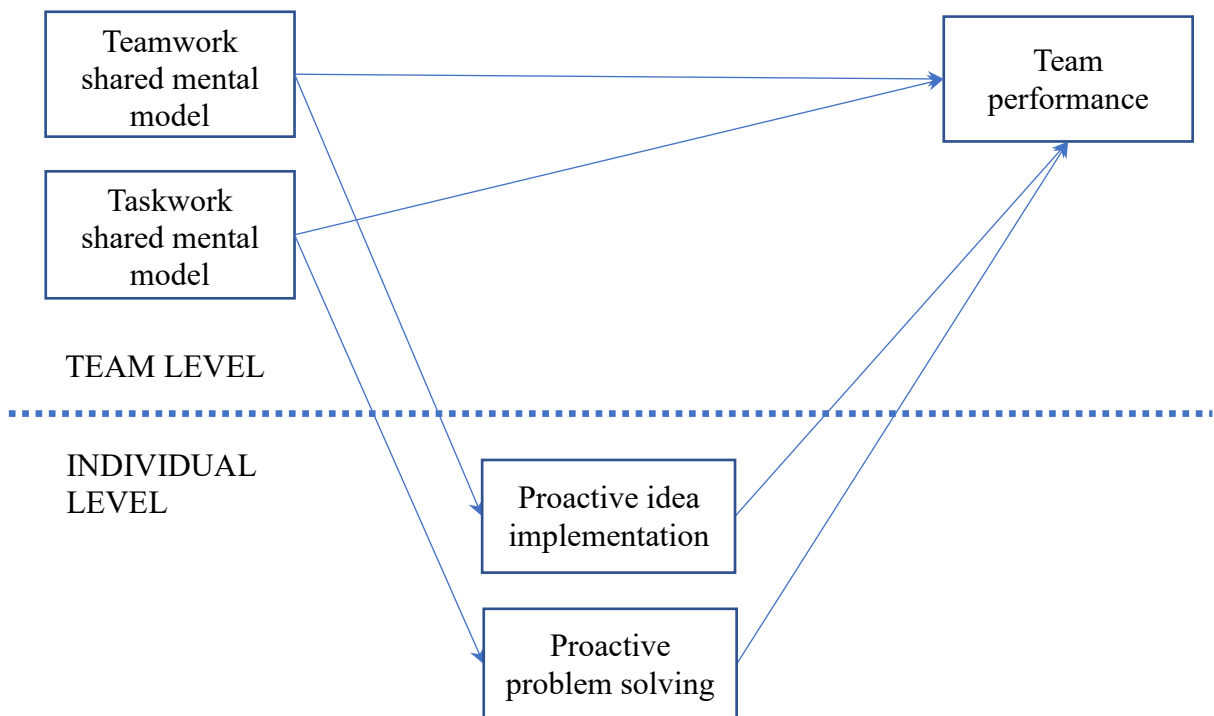 Teamwork
shared mental
model
Team
performance
Taskwork
shared mental
model
TEAM LEVEL
INDIVIDUAL
LEVEL
Proactive idea
implementation
Proactive
problem solving